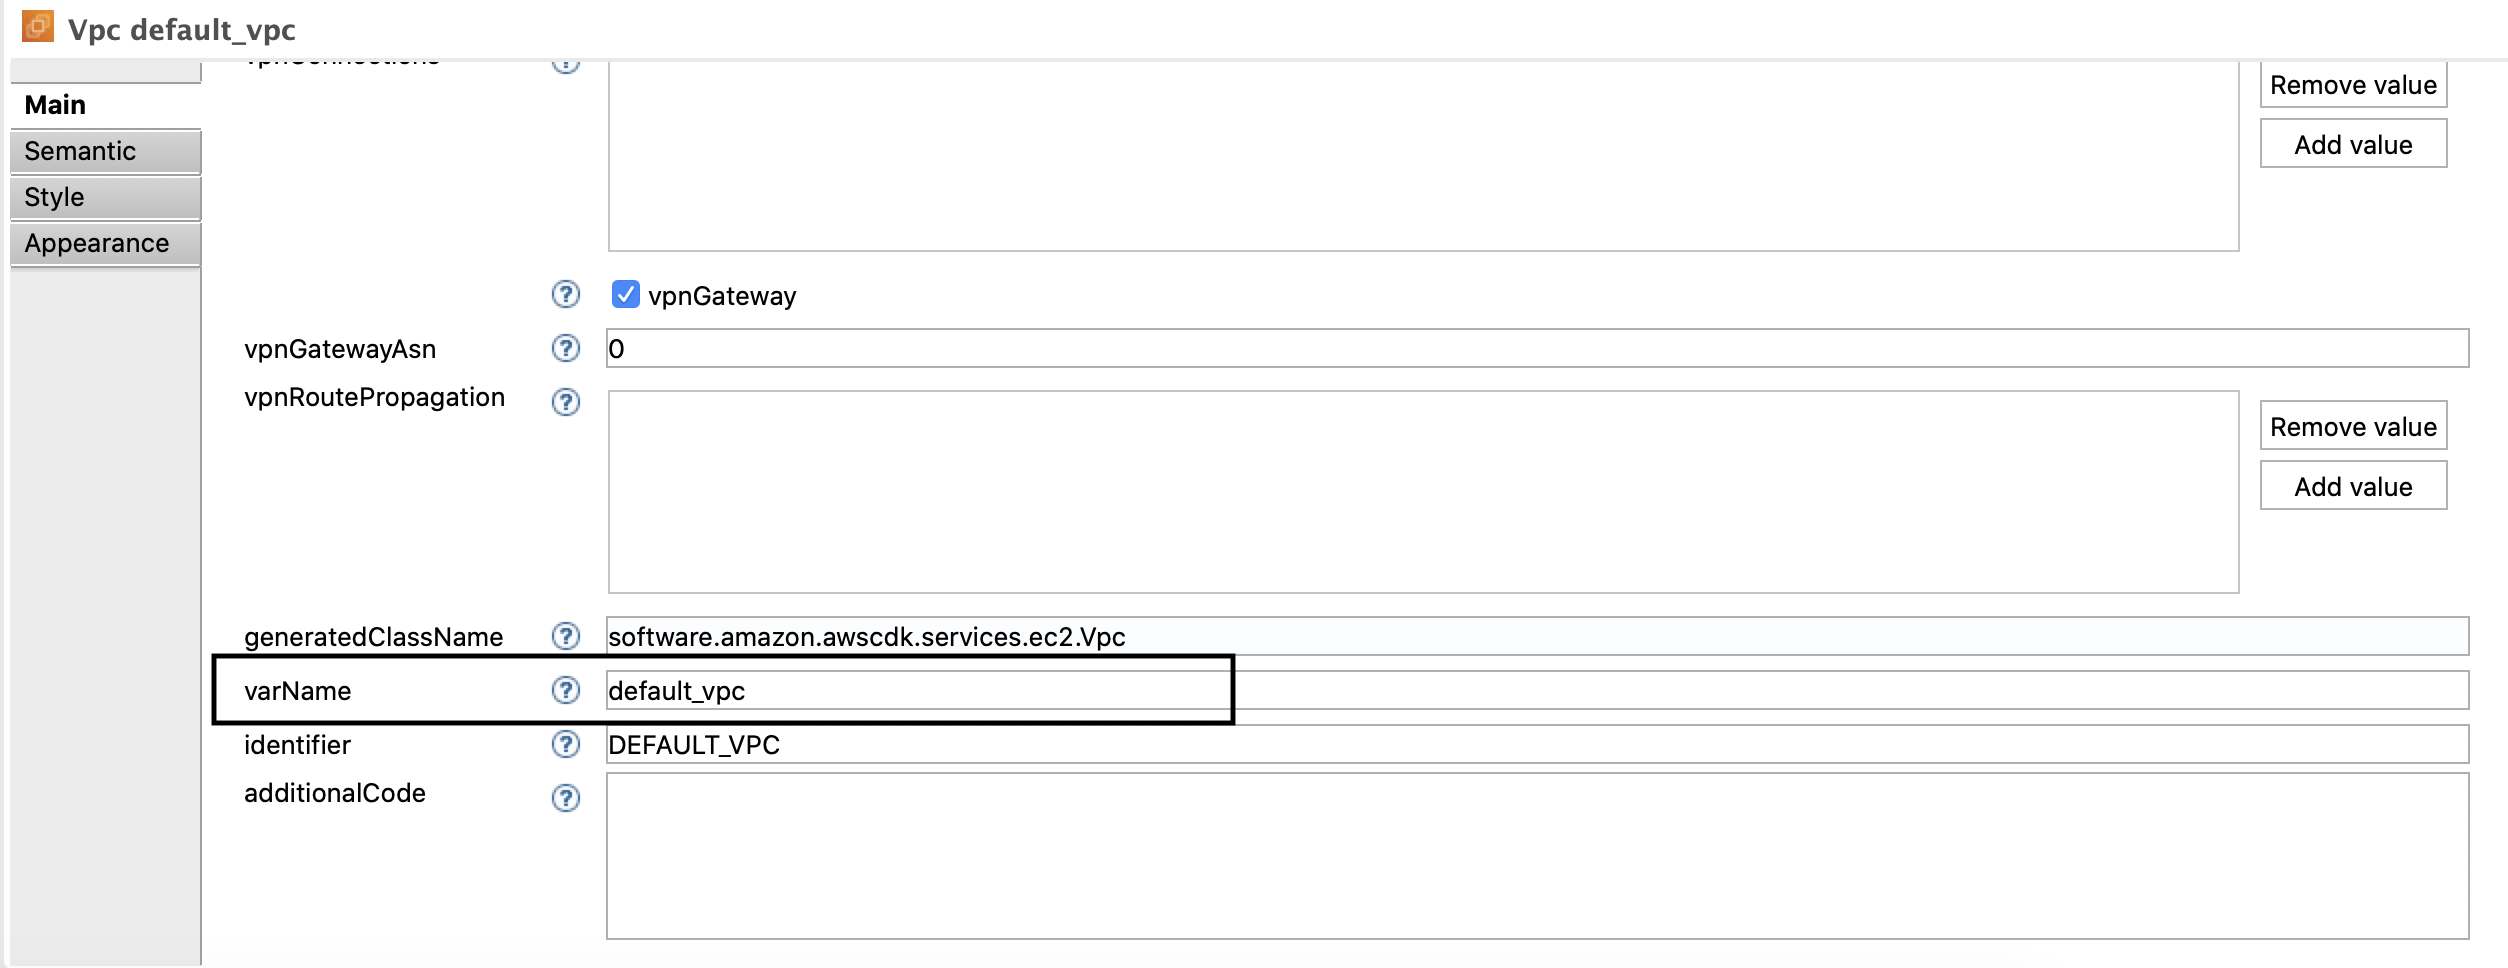 Vpc default_vpc
vpnConnections
Remove value
Main
Add value
Semantic
Style
Appearance
vpnGateway
vpnGatewayAsn 0
vpnRoutePropagation
Remove value
Add value
generatedClassName software.amazon.awscdk.services.ec2.Vpc
varName default_vpc
identifier DEFAULT_VPC
additionalCode